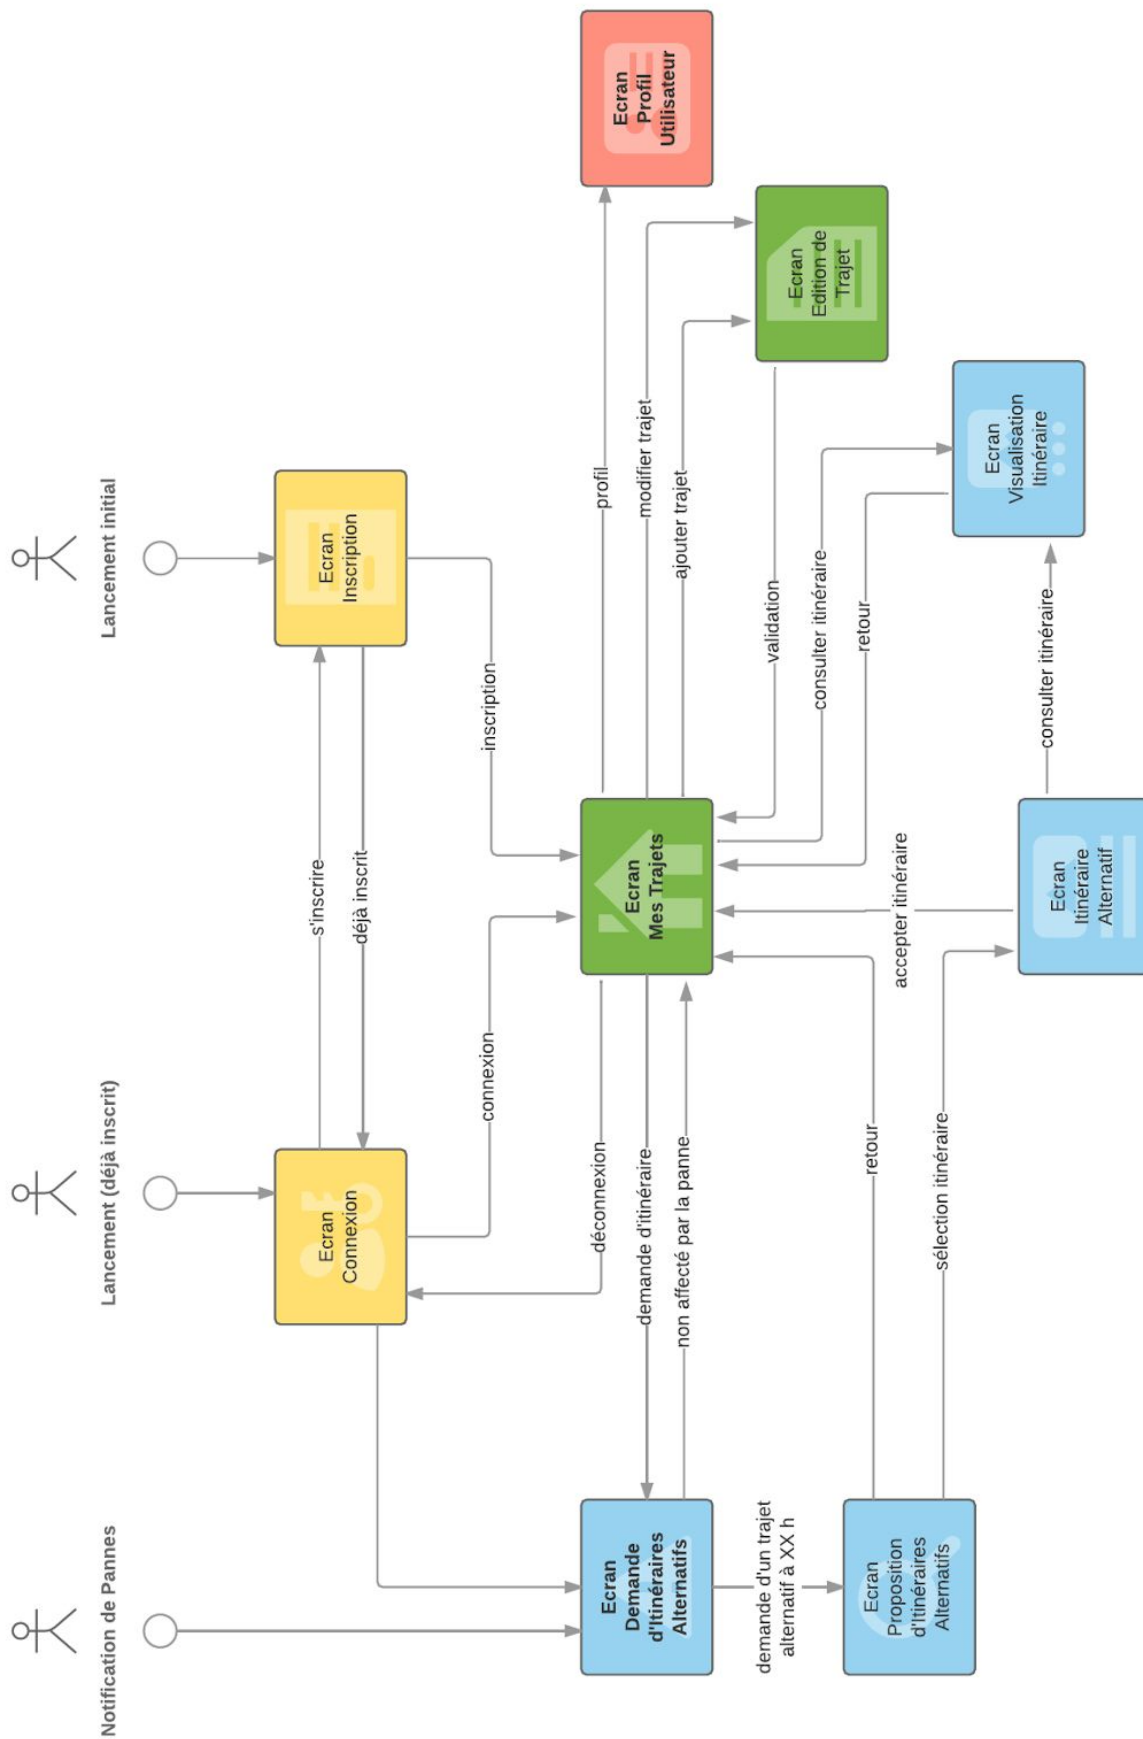 Notification de Pannes
Lancement (déjà inscrit)
Lancement initial
Ecran
Connexion
s'inscrire
déjà inscrit
Ecran
Inscription
connexion
inscription
Ecran
Demande
d'Itinéraires
Alternatifs
déconnexion
demande d'itinéraire
non affecté par la panne
Ecran
Mes Trajets
profil
modifier trajet
ajouter trajet
Ecran
Profil
Utilisateur
demande d'un trajet
alternatif à XX h
validation
consulter itinéraire
retour
Ecran
Edition de
Trajet
Ecran
Proposition
d'Itinéraires
Alternatifs
retour
sélection itinéraire
accepter itinéraire
Ecran
Visualisation
Itinéraire
Ecran
Itinéraire
Alternatif
consulter itinéraire